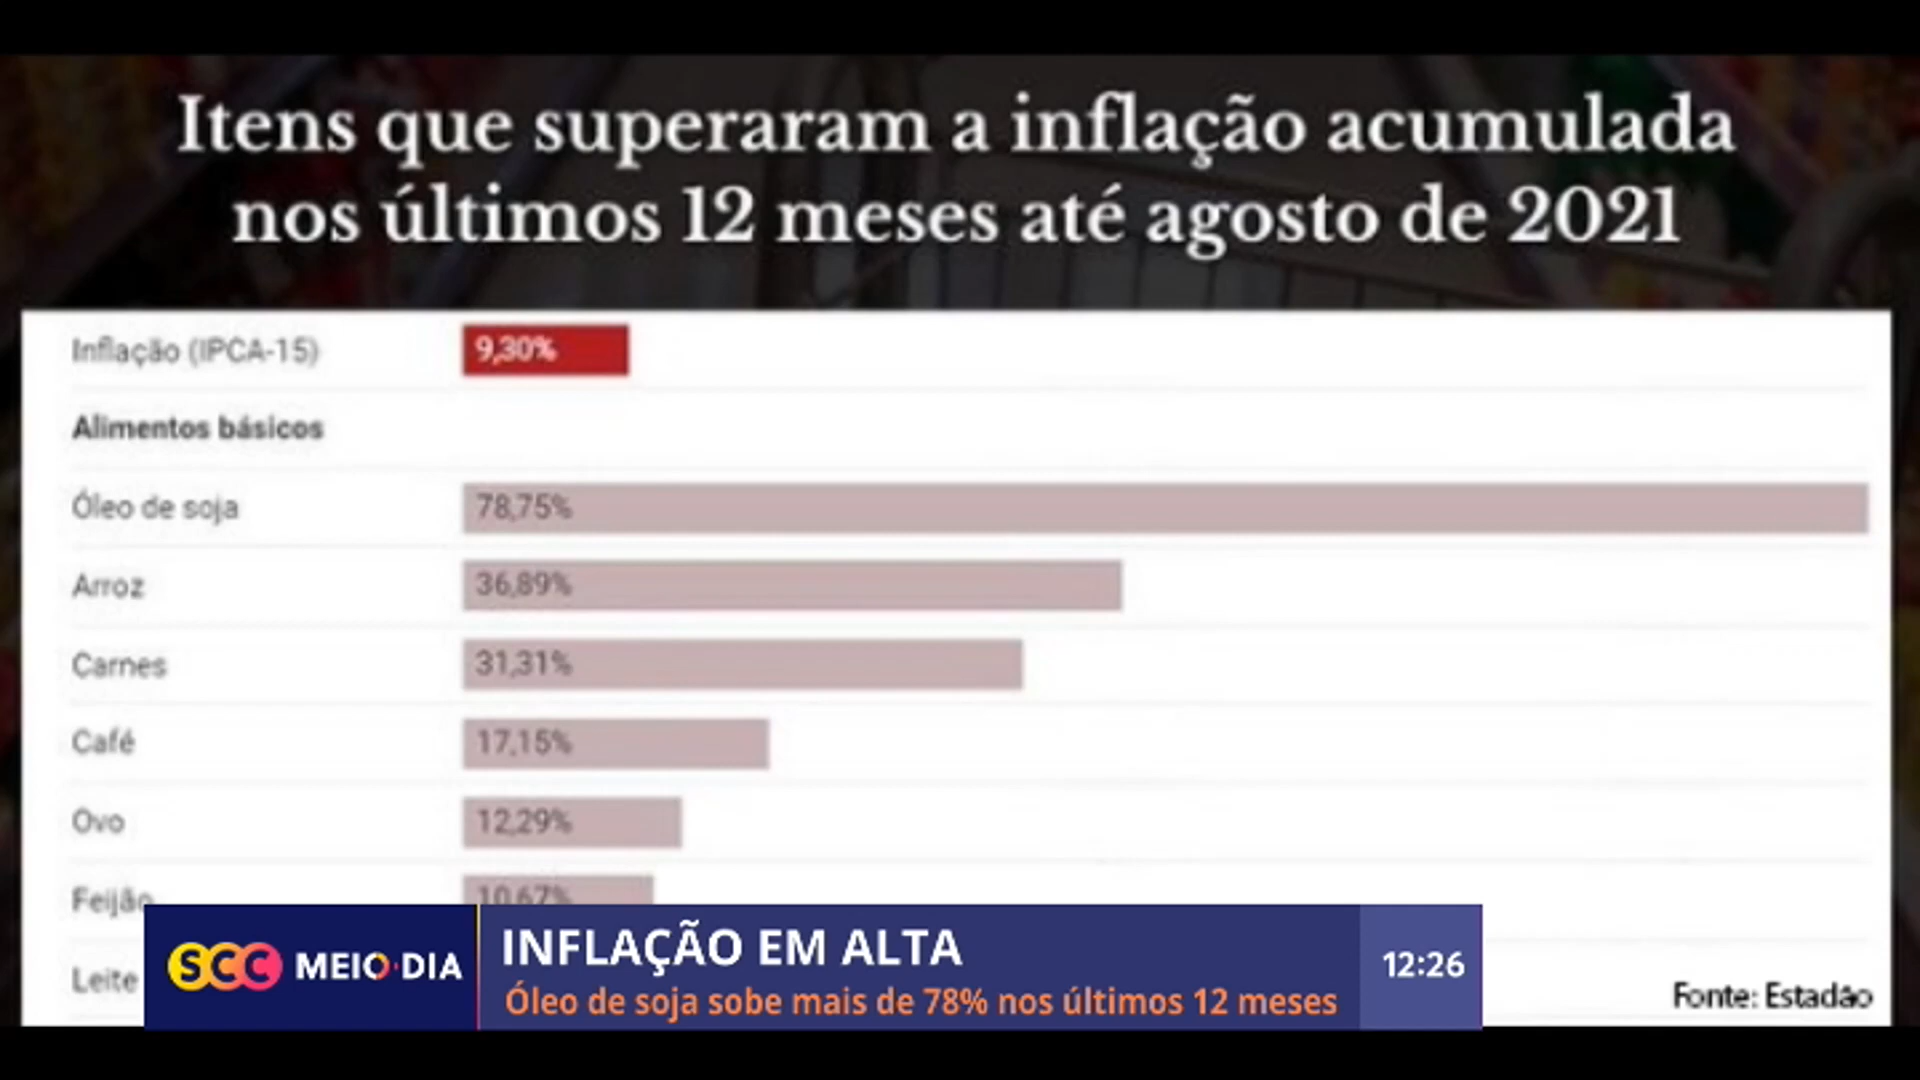 Itens que superaram a inflação acumulada
nos últimos 12 meses até agosto de 2021
Inflação (IPCA-15) 9,30%
Alimentos básicos
Óleo de soja 78,75%
Arroz 36,89%
Carnes 31,31%
Café 17,15%
Ovo 12,29%
Feijão 10,67%
Leite
SCC MEIO-DIA
INFLAÇÃO EM ALTA
Óleo de soja sobe mais de 78% nos últimos 12 meses
12:26
Fonte: Estadão